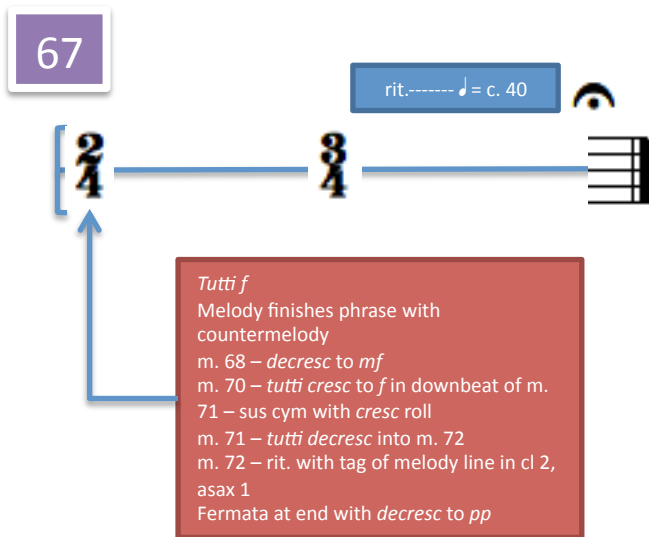 67
rit.------- ♩ = c. 40
2
4
3
4
Tutti f
Melody finishes phrase with
countermelody
m. 68 – decresc to mf
m. 70 – tutti cresc to f in downbeat of m.
71 – sus cym with cresc roll
m. 71 – tutti decresc into m. 72
m. 72 – rit. with tag of melody line in cl 2,
asax 1
Fermata at end with decresc to pp